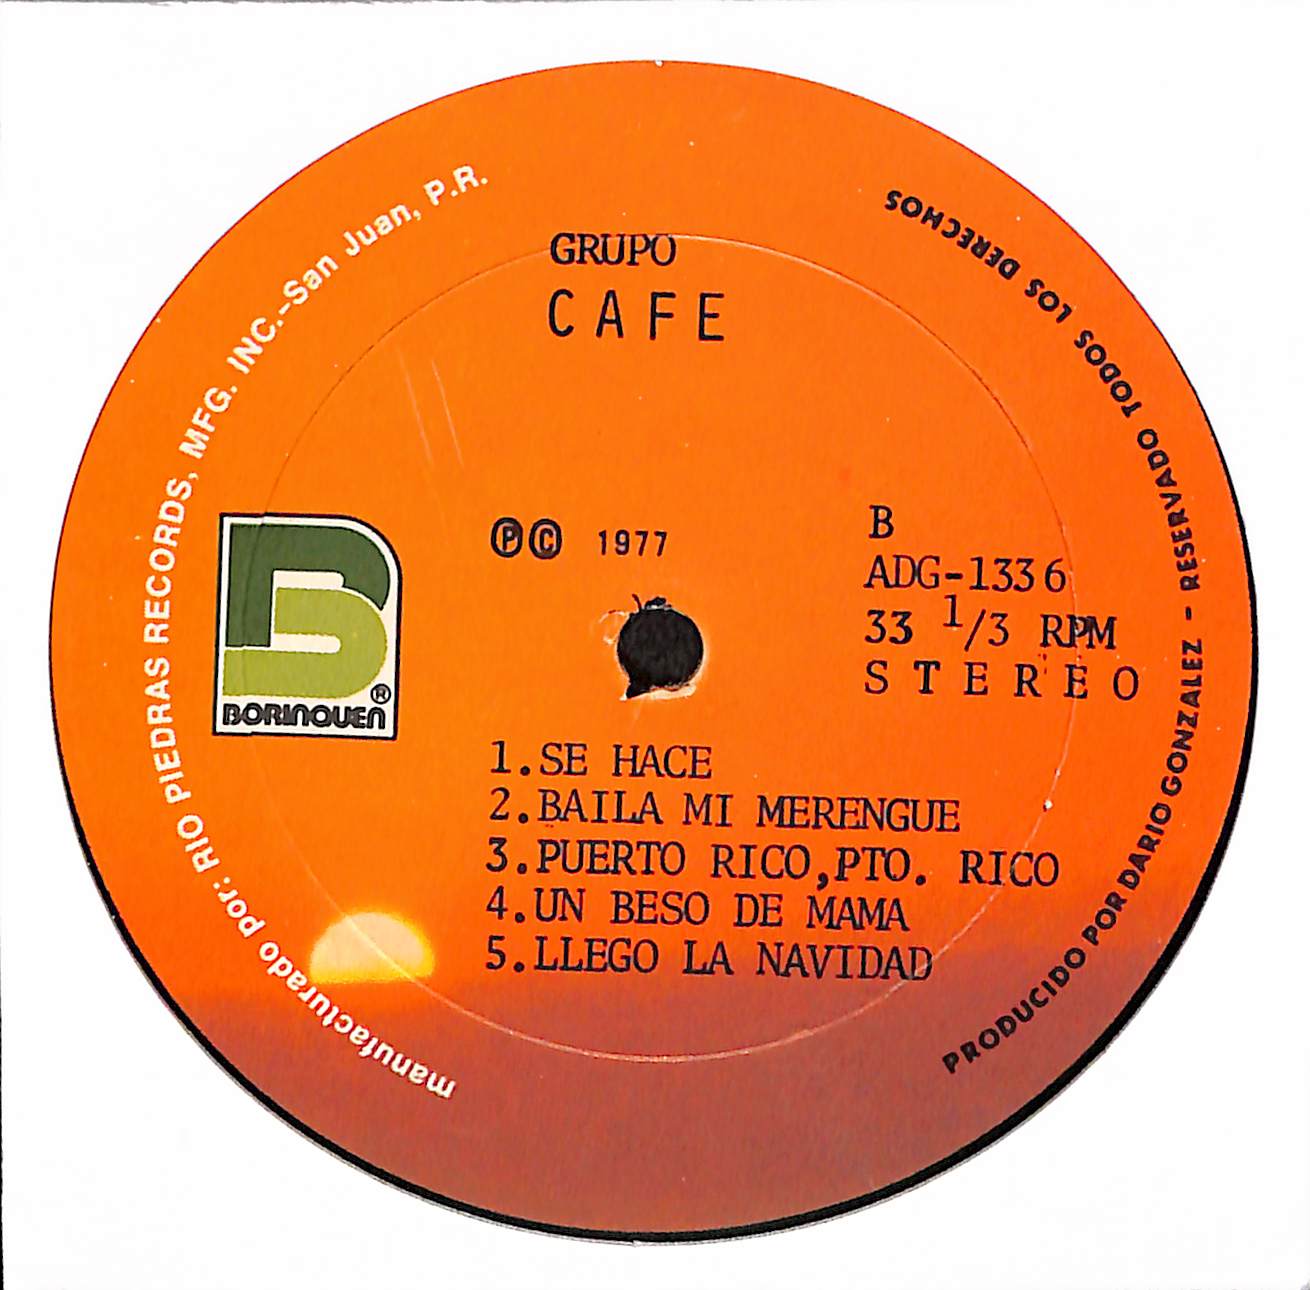 GRUPO
CAFE
Ⓟ© 1977
B
ADG-1336
33 1/3 RPM
STEREO
BORINQUEN®
1.SE HACE
2.BAILA MI MERENGUE
3.PUERTO RICO,PTO. RICO
4.UN BESO DE MAMA
5.LLEGO LA NAVIDAD
manufacturado por: RIO PIEDRAS RECORDS, MFG. INC.-San Juan, P.R.
PRODUCIDO POR DARIO GONZALEZ - RESERVADO TODOS LOS DERECHOS